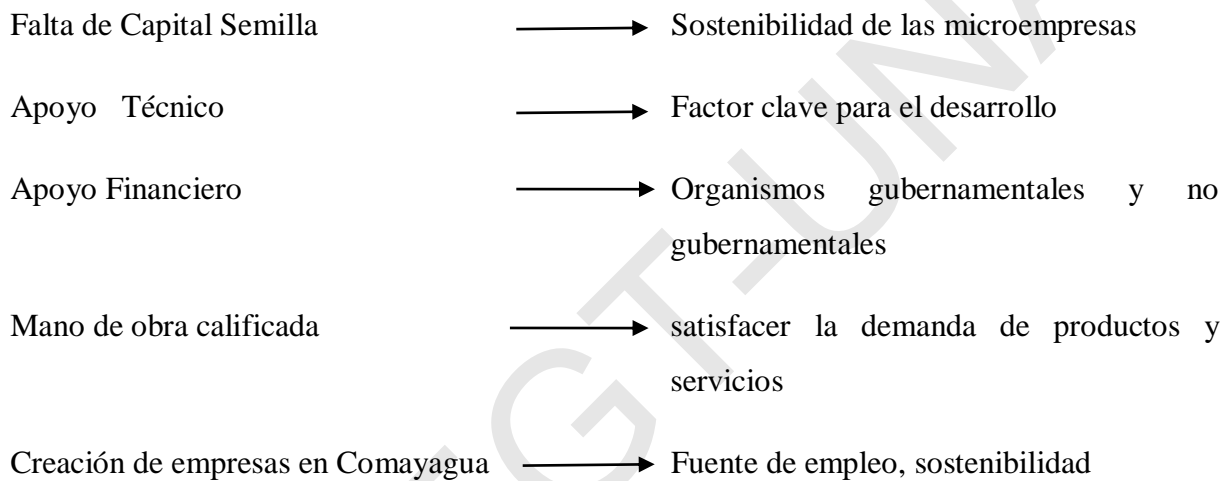 Falta de Capital Semilla Sostenibilidad de las microempresas
Apoyo Técnico Factor clave para el desarrollo
Apoyo Financiero Organismos gubernamentales y no
gubernamentales
Mano de obra calificada satisfacer la demanda de productos y
servicios
Creación de empresas en Comayagua Fuente de empleo, sostenibilidad